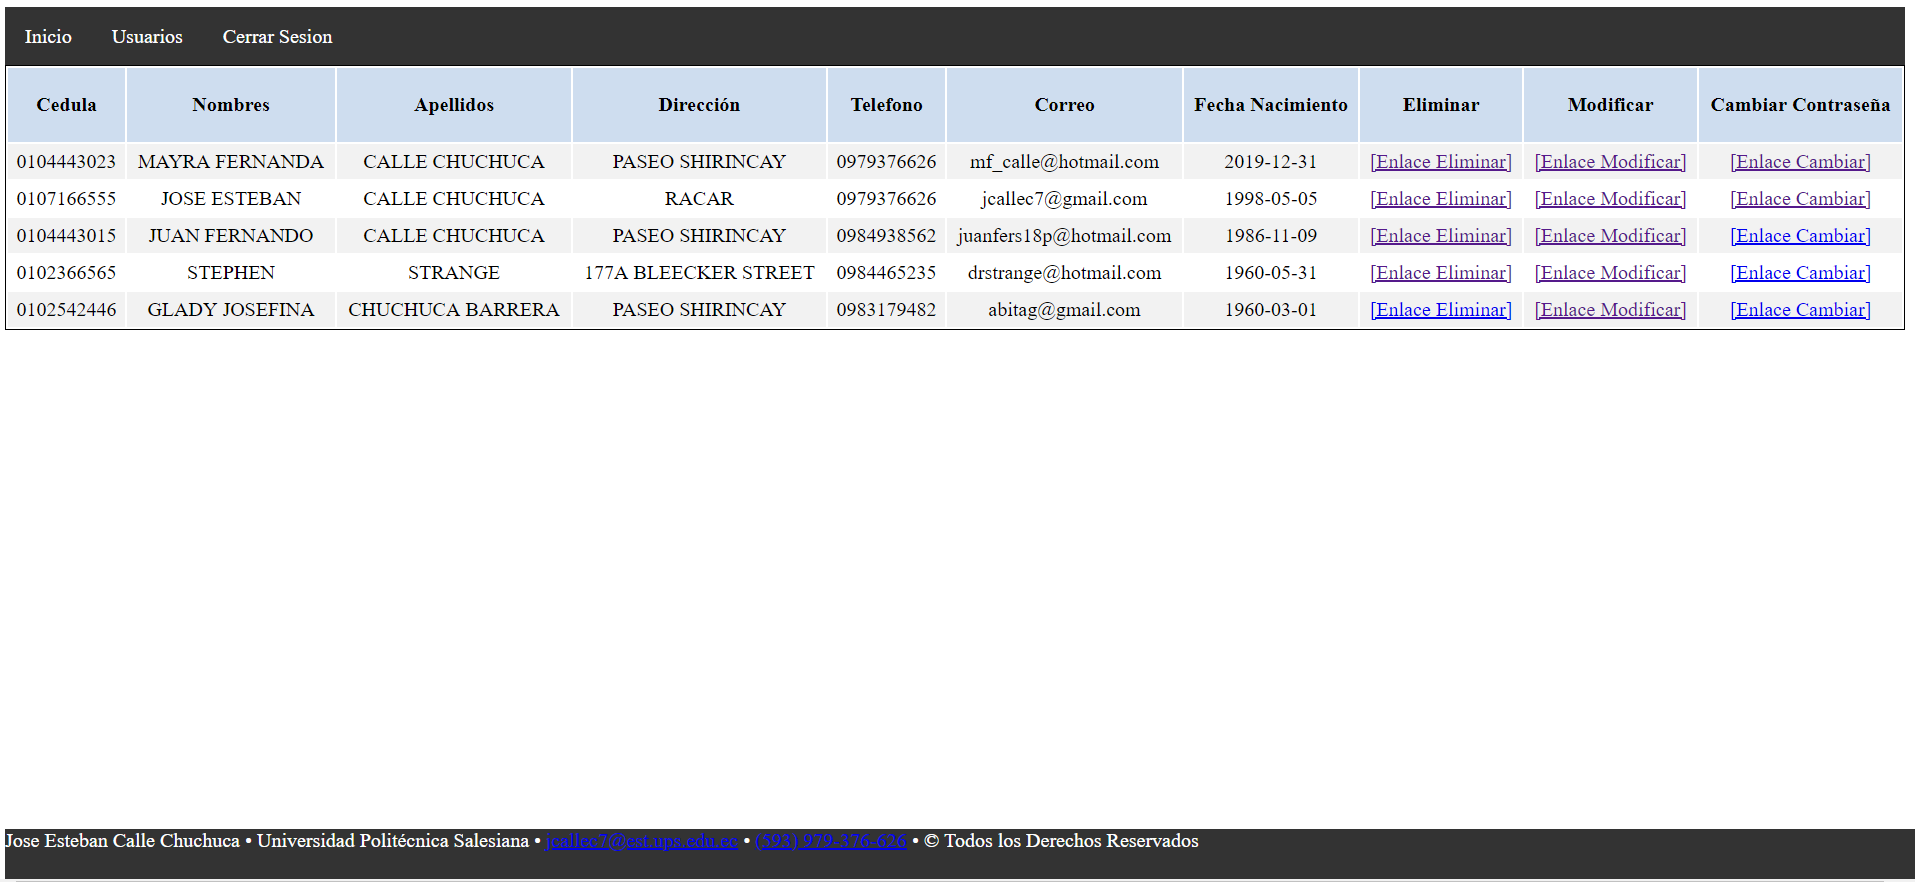 Inicio Usuarios Cerrar Sesion
Cedula Nombres Apellidos Dirección Telefono Correo Fecha Nacimiento Eliminar Modificar Cambiar Contraseña
0104443023 MAYRA FERNANDA CALLE CHUCHUCA PASEO SHIRINCAY 0979376626 mf_calle@hotmail.com 2019-12-31 [Enlace Eliminar] [Enlace Modificar] [Enlace Cambiar]
0107166555 JOSE ESTEBAN CALLE CHUCHUCA RACAR 0979376626 jcallec7@gmail.com 1998-05-05 [Enlace Eliminar] [Enlace Modificar] [Enlace Cambiar]
0104443015 JUAN FERNANDO CALLE CHUCHUCA PASEO SHIRINCAY 0984938562 juanfers18p@hotmail.com 1986-11-09 [Enlace Eliminar] [Enlace Modificar] [Enlace Cambiar]
0102366565 STEPHEN STRANGE 177A BLEECKER STREET 0984465235 drstrange@hotmail.com 1960-05-31 [Enlace Eliminar] [Enlace Modificar] [Enlace Cambiar]
0102542446 GLADY JOSEFINA CHUCHUCA BARRERA PASEO SHIRINCAY 0983179482 abitag@gmail.com 1960-03-01 [Enlace Eliminar] [Enlace Modificar] [Enlace Cambiar]
Jose Esteban Calle Chuchuca • Universidad Politécnica Salesiana • jcallec7@est.ups.edu.ec • (593) 979-376-626 • © Todos los Derechos Reservados